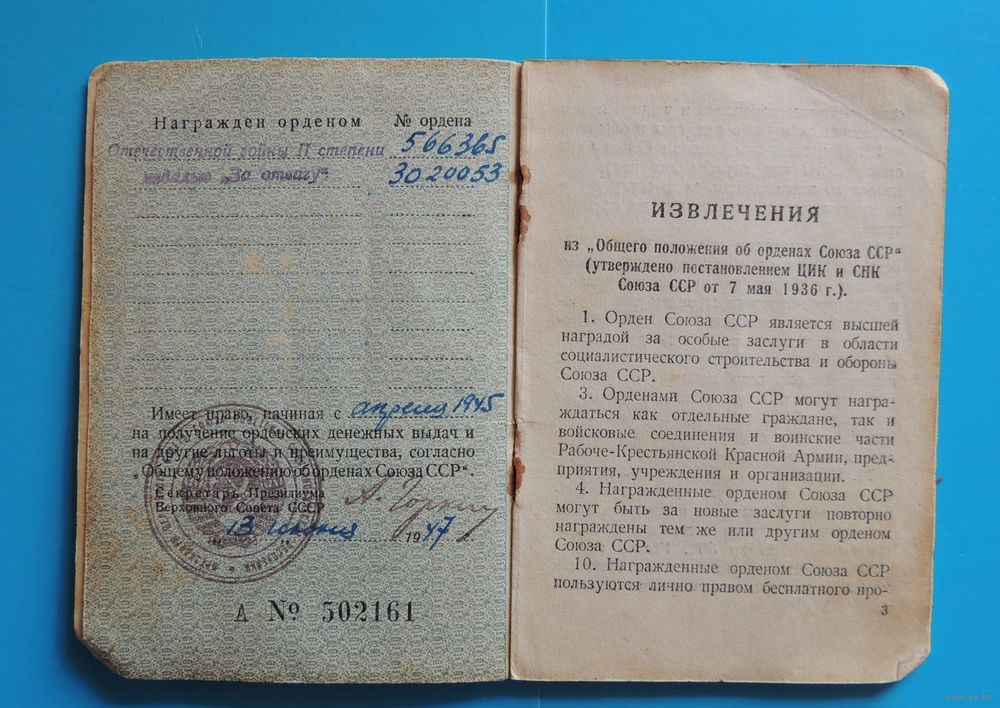 Награжден орденом № ордена
Отечественной войны II степени 566365
медалью „За отвагу“ 3020053
Имеет право, начиная с апреля 1945
на получение орденских денежных выдач и
на другие льготы и преимущества, согласно
„Общему положению об орденах Союза ССР“.
Секретарь Президиума
Верховного Совета СССР
А. Горкин
13 1947
А № 502161
ИЗВЛЕЧЕНИЯ
из „Общего положения об орденах Союза ССР“
(утверждено постановлением ЦИК и СНК
Союза ССР от 7 мая 1936 г.).
1. Орден Союза ССР является высшей
наградой за особые заслуги в области
социалистического строительства и обороны
Союза ССР.
3. Орденами Союза ССР могут награ-
ждаться как отдельные граждане, так и
войсковые соединения и воинские части
Рабоче-Крестьянской Красной Армии, пред-
приятия, учреждения и организации.
4. Награжденные орденом Союза ССР
могут быть за новые заслуги повторно
награждены тем же или другим орденом
Союза ССР.
10. Награжденные орденом Союза ССР
пользуются лично правом бесплатного про-
3
www.ay.by